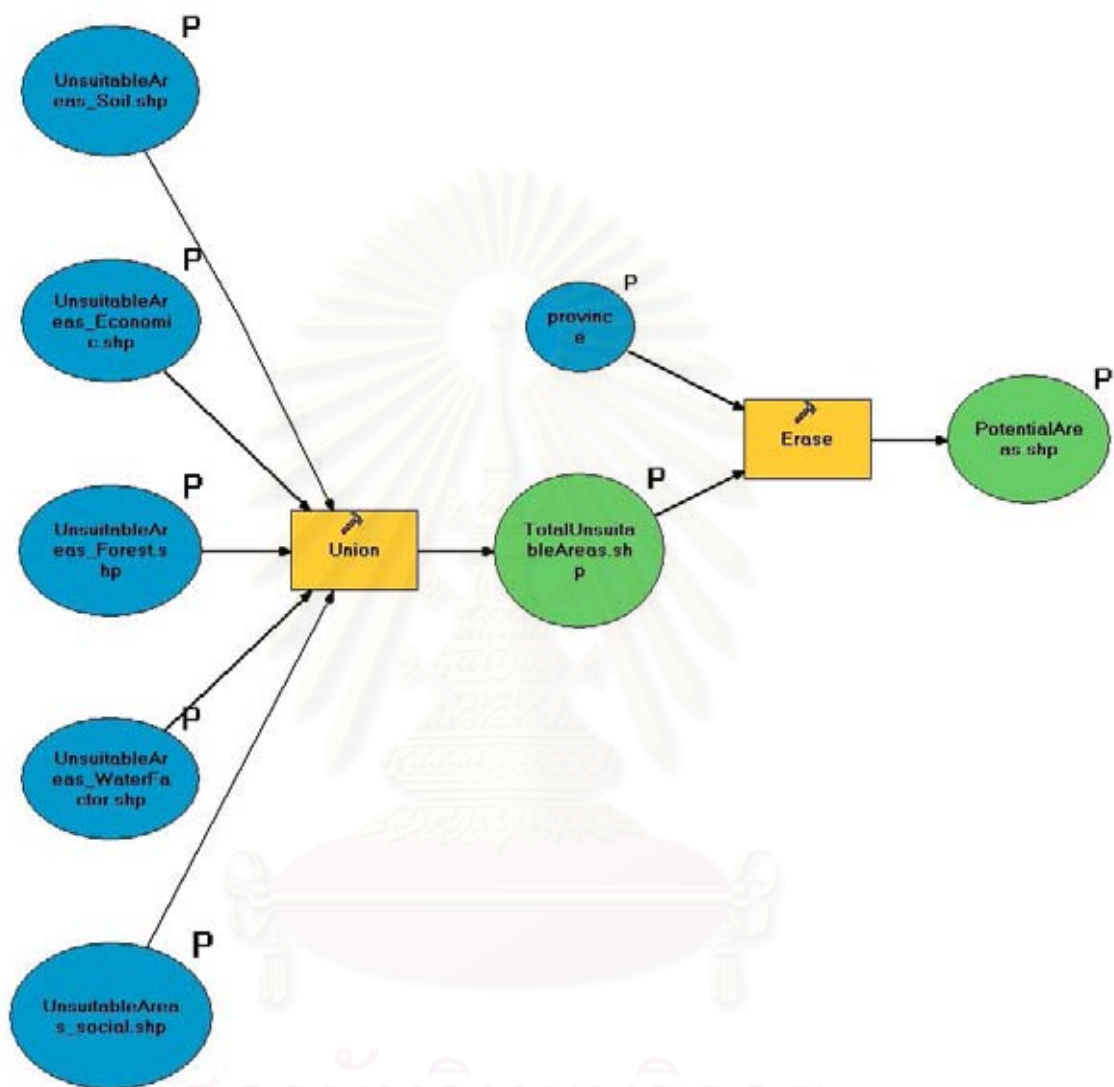 P
UnsuitableAr
eas_Soil.shp
P
UnsuitableAr
eas_Economi
c.shp
P
UnsuitableAr
eas_Forest.s
hp
P
UnsuitableAr
eas_WaterFa
ctor.shp
P
UnsuitableArea
s_social.shp
Union
P
provinc
e
P
TotalUnsuita
bleAreas.sh
p
Erase
P
PotentialAre
as.shp